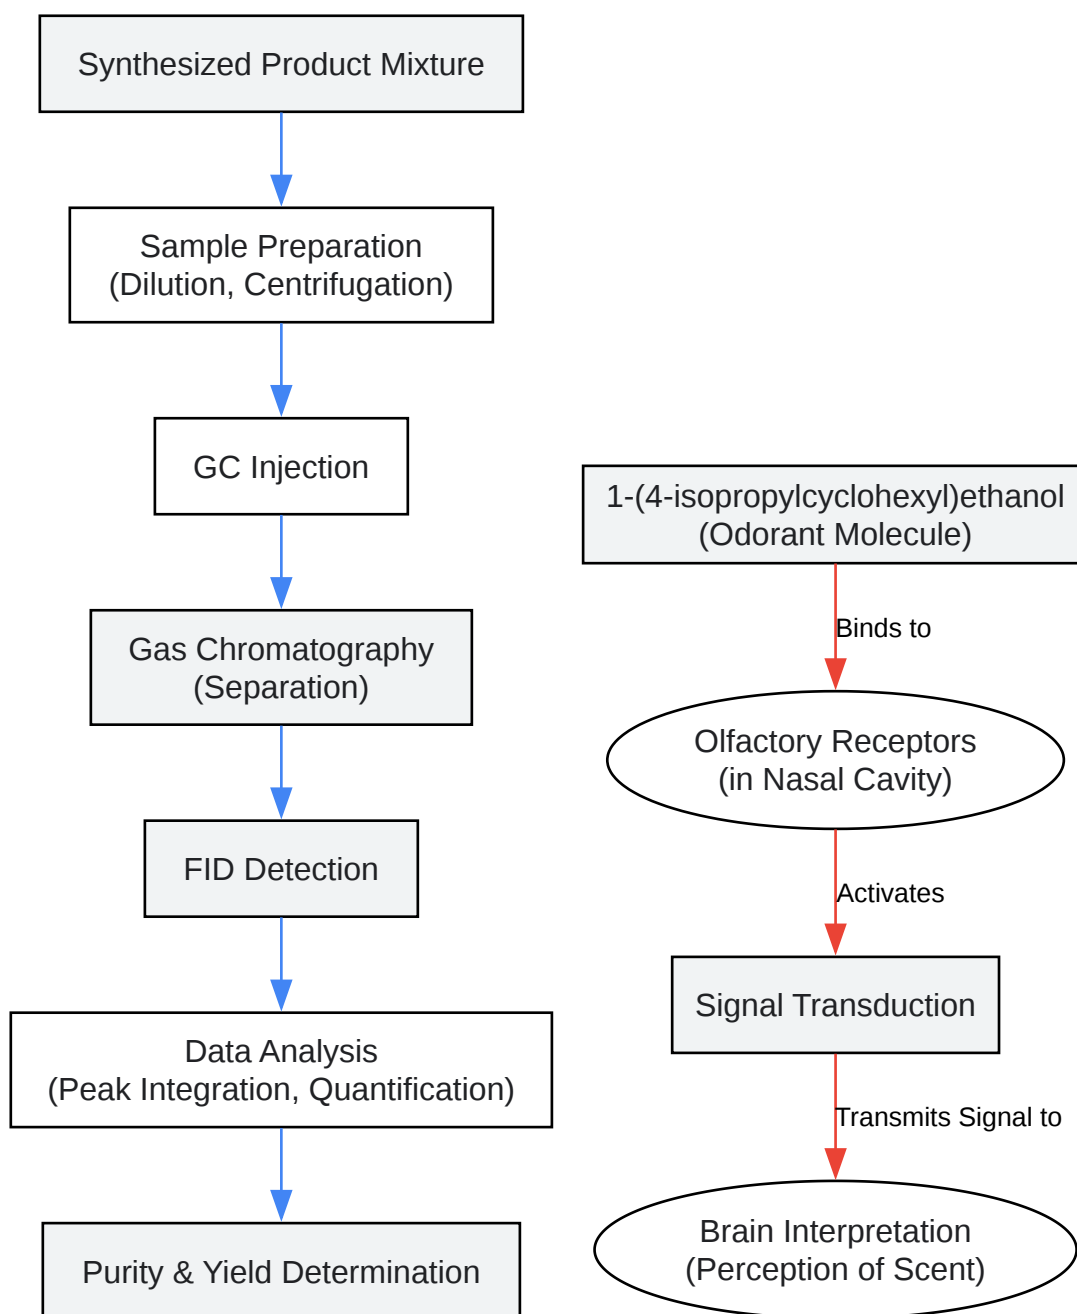 Synthesized Product Mixture
Sample Preparation
(Dilution, Centrifugation)
GC Injection
Gas Chromatography
(Separation)
FID Detection
Data Analysis
(Peak Integration, Quantification)
Purity & Yield Determination
1-(4-isopropylcyclohexyl)ethanol
(Odorant Molecule)
Binds to
Olfactory Receptors
(in Nasal Cavity)
Activates
Signal Transduction
Transmits Signal to
Brain Interpretation
(Perception of Scent)